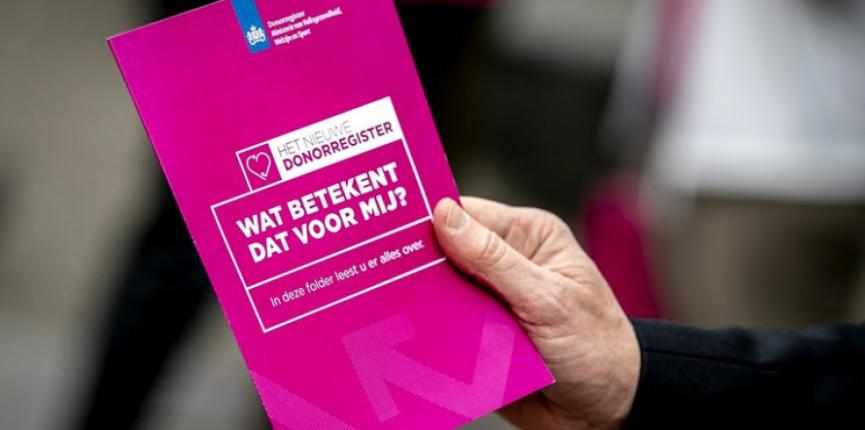 Donorregister
Ministerie van Volksgezondheid,
Welzijn en Sport
HET NIEUWE
DONORREGISTER
WAT BETEKENT
DAT VOOR MIJ?
In deze folder leest u er alles over.